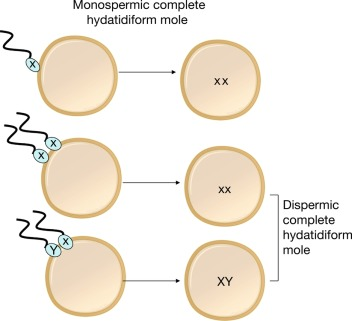 Monospermic complete
hydatidiform mole
X
xx
X
X
xx
Dispermic
complete
hydatidiform
mole
Y X
XY